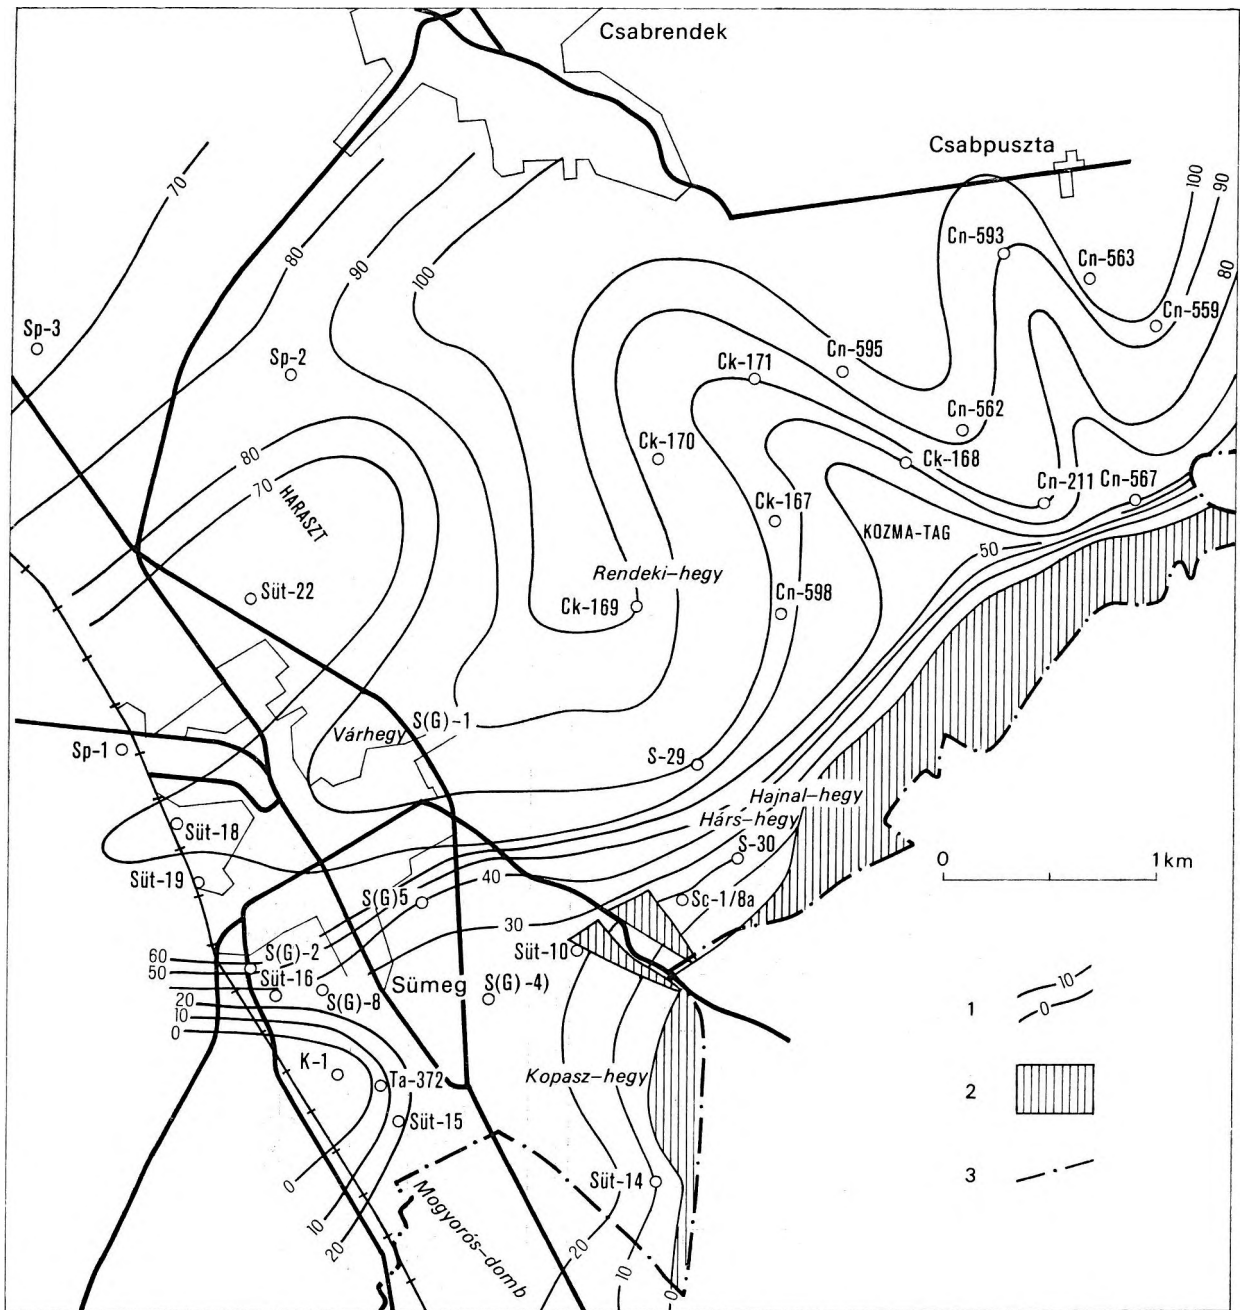 Csabrendek
Csabpuszta
70
80
90
100
100
90
80
Cn-593
Cn-563
Cn-559
Sp-3
Sp-2
Cn-595
Ck-171
Cn-562
Ck-170
Ck-168
Cn-211
Cn-567
80
70
HARASZT
Ck-167
KOZMA-TAG
50
Rendeki-hegy
Süt-22
Ck-169
Cn-598
Sp-1
Várhegy
S(G)-1
S-29
Hajnal-hegy
Hárs-hegy
Süt-18
S-30
0
1km
Süt-19
40
S(G)5
Sc-1/8a
30
60
50
S(G)-2
Süt-10
Süt-16
S(G)-8
Sümeg
S(G)-4)
20
10
0
1
10
0
K-1
Ta-372
Kopasz-hegy
2
Süt-15
3
Süt-14
Mogyorós-domb
0
10
20
20
10
0